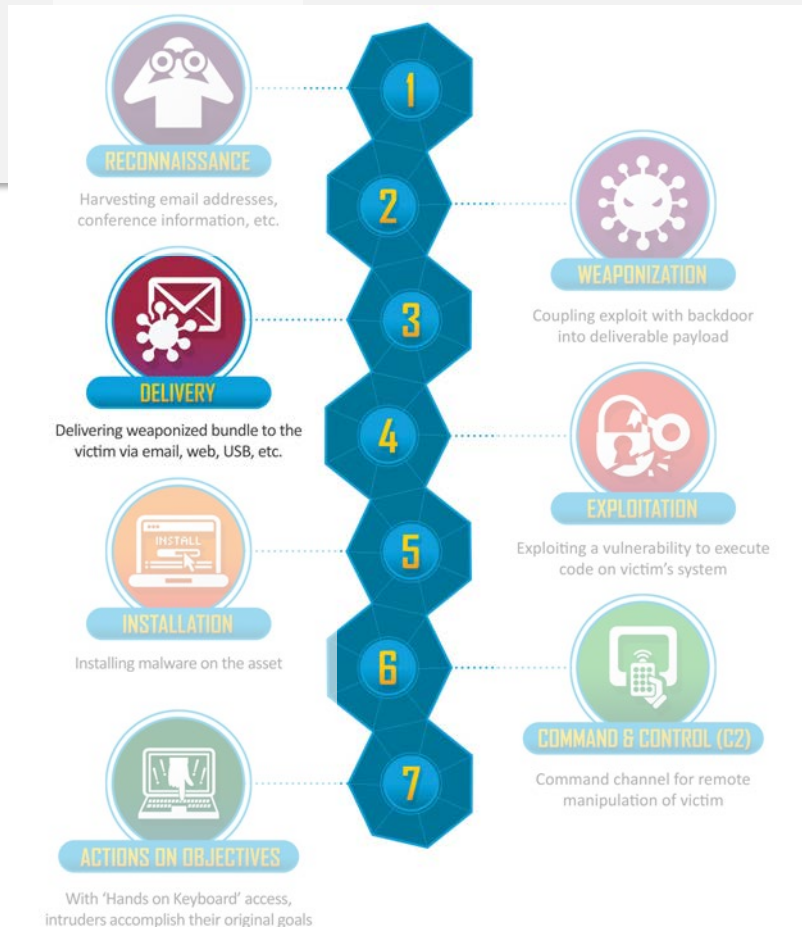 1
RECONNAISSANCE
Harvesting email addresses,
conference information, etc.
2
WEAPONIZATION
Coupling exploit with backdoor
into deliverable payload
3
DELIVERY
Delivering weaponized bundle to the
victim via email, web, USB, etc.
4
EXPLOITATION
Exploiting a vulnerability to execute
code on victim's system
5
INSTALL
INSTALLATION
Installing malware on the asset
6
COMMAND & CONTROL (C2)
Command channel for remote
manipulation of victim
7
ACTIONS ON OBJECTIVES
With 'Hands on Keyboard' access,
intruders accomplish their original goals